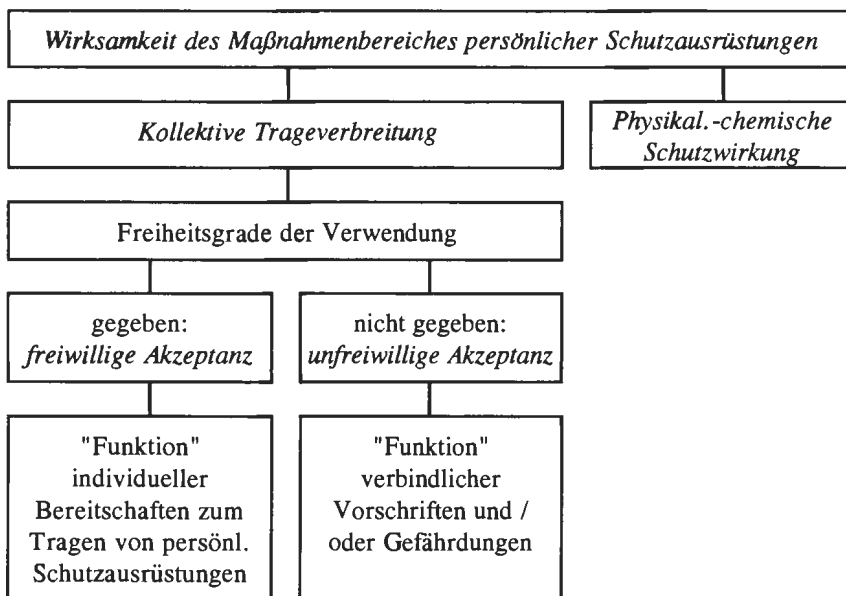 Wirksamkeit des Maßnahmenbereiches persönlicher Schutzausrüstungen
Kollektive Trageverbreitung
Physikal.-chemische
Schutzwirkung
Freiheitsgrade der Verwendung
gegeben:
freiwillige Akzeptanz
nicht gegeben:
unfreiwillige Akzeptanz
"Funktion"
individueller
Bereitschaften zum
Tragen von persönl.
Schutzausrüstungen
"Funktion"
verbindlicher
Vorschriften und /
oder Gefährdungen